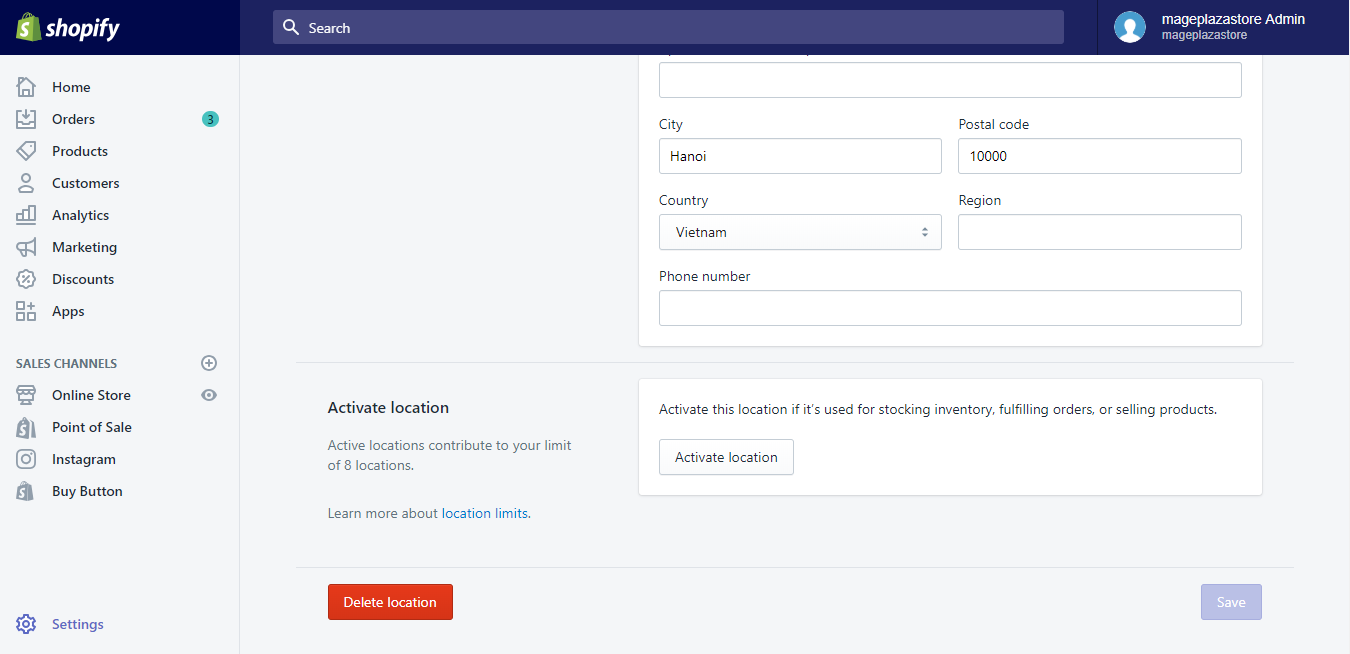 shopify
Search
mageplazastore Admin
mageplazastore
Home
Orders
3
Products
Customers
Analytics
Marketing
Discounts
Apps
SALES CHANNELS
Online Store
Point of Sale
Instagram
Buy Button
Settings
City
Postal code
Hanoi
10000
Country
Region
Vietnam
Phone number
Activate location
Active locations contribute to your limit
of 8 locations.
Learn more about location limits.
Activate this location if it's used for stocking inventory, fulfilling orders, or selling products.
Activate location
Delete location
Save